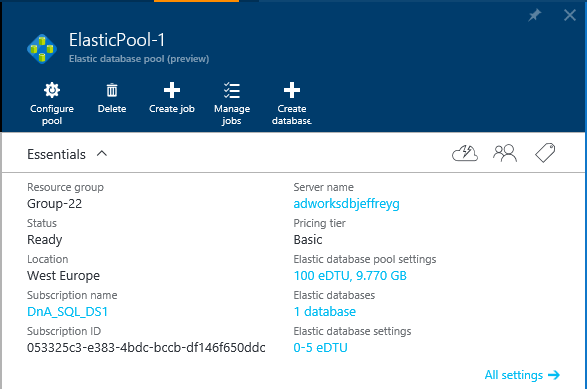 ElasticPool-1
Elastic database pool (preview)
Configure pool
Delete
Create job
Manage jobs
Create database
Essentials
Resource group
Group-22
Status
Ready
Location
West Europe
Subscription name
DnA_SQL_DS1
Subscription ID
053325c3-e383-4bdc-bccb-df146f650ddc
Server name
adworksdbjeffreyg
Pricing tier
Basic
Elastic database pool settings
100 eDTU, 9.770 GB
Elastic databases
1 database
Elastic database settings
0-5 eDTU
All settings